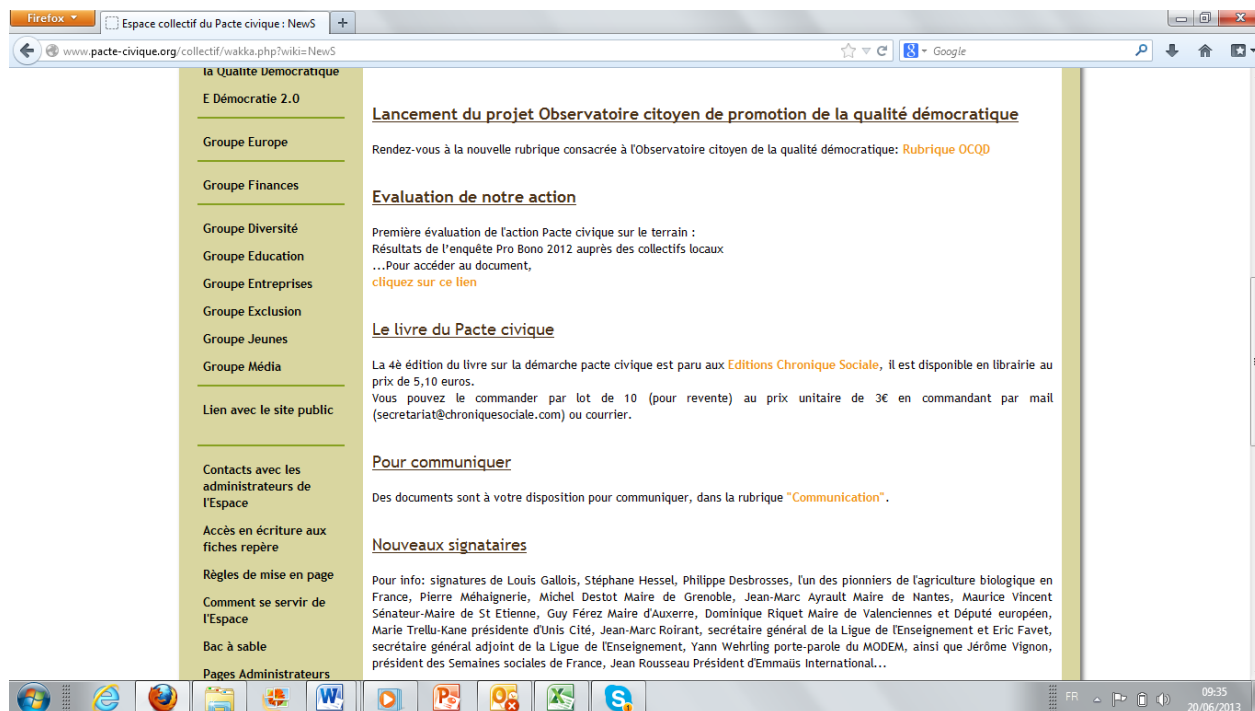 Firefox
Espace collectif du Pacte civique : NewS
www.pacte-civique.org/collectif/wakka.php?wiki=NewS
Google
la Qualité Démocratique
E Démocratie 2.0
Groupe Europe
Groupe Finances
Groupe Diversité
Groupe Education
Groupe Entreprises
Groupe Exclusion
Groupe Jeunes
Groupe Média
Lien avec le site public
Contacts avec les
administrateurs de
l'Espace
Accès en écriture aux
fiches repère
Règles de mise en page
Comment se servir de
l'Espace
Bac à sable
Pages Administrateurs
Lancement du projet Observatoire citoyen de promotion de la qualité démocratique
Rendez-vous à la nouvelle rubrique consacrée à l'Observatoire citoyen de la qualité démocratique: Rubrique OCQD
Evaluation de notre action
Première évaluation de l'action Pacte civique sur le terrain :
Résultats de l’enquête Pro Bono 2012 auprès des collectifs locaux
...Pour accéder au document,
cliquez sur ce lien
Le livre du Pacte civique
La 4è édition du livre sur la démarche pacte civique est paru aux Editions Chronique Sociale, il est disponible en librairie au
prix de 5,10 euros.
Vous pouvez le commander par lot de 10 (pour revente) au prix unitaire de 3€ en commandant par mail
(secretariat@chroniquesociale.com) ou courrier.
Pour communiquer
Des documents sont à votre disposition pour communiquer, dans la rubrique "Communication".
Nouveaux signataires
Pour info: signatures de Louis Gallois, Stéphane Hessel, Philippe Desbrosses, l'un des pionniers de l'agriculture biologique en
France, Pierre Méhaignerie, Michel Destot Maire de Grenoble, Jean-Marc Ayrault Maire de Nantes, Maurice Vincent
Sénateur-Maire de St Etienne, Guy Férez Maire d'Auxerre, Dominique Riquet Maire de Valenciennes et Député européen,
Marie Trellu-Kane présidente d'Unis Cité, Jean-Marc Roirant, secrétaire général de la Ligue de l'Enseignement et Eric Favet,
secrétaire général adjoint de la Ligue de l'Enseignement, Yann Wehrling porte-parole du MODEM, ainsi que Jérôme Vignon,
président des Semaines sociales de France, Jean Rousseau Président d'Emmaüs International...
FR
09:35
20/06/2013